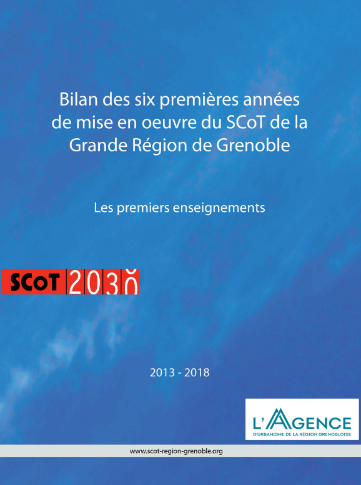 Bilan des six premières années
de mise en oeuvre du SCoT de la
Grande Région de Grenoble
Les premiers enseignements
SCoT 2030
2013 - 2018
L'AGENCE
D'URBANISME DE LA RÉGION GRENOBLOISE
www.scot-region-grenoble.org